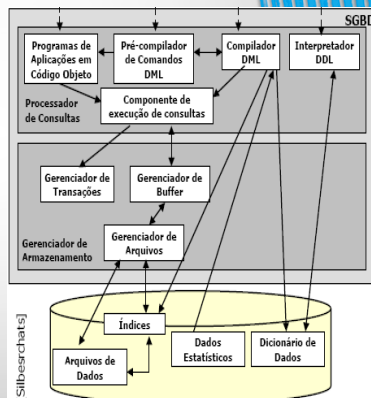 SGBD
Programas de
Aplicações em
Código Objeto
Pré-compilador
de Comandos
DML
Compilador
DML
Interpretador
DDL
Processador
de Consultas
Componente de
execução de consultas
Gerenciador de
Transações
Gerenciador de
Buffer
Gerenciador de
Armazenamento
Gerenciador de
Arquivos
Índices
Arquivos de
Dados
Dados
Estatísticos
Dicionário de
Dados
Silbesrchats]